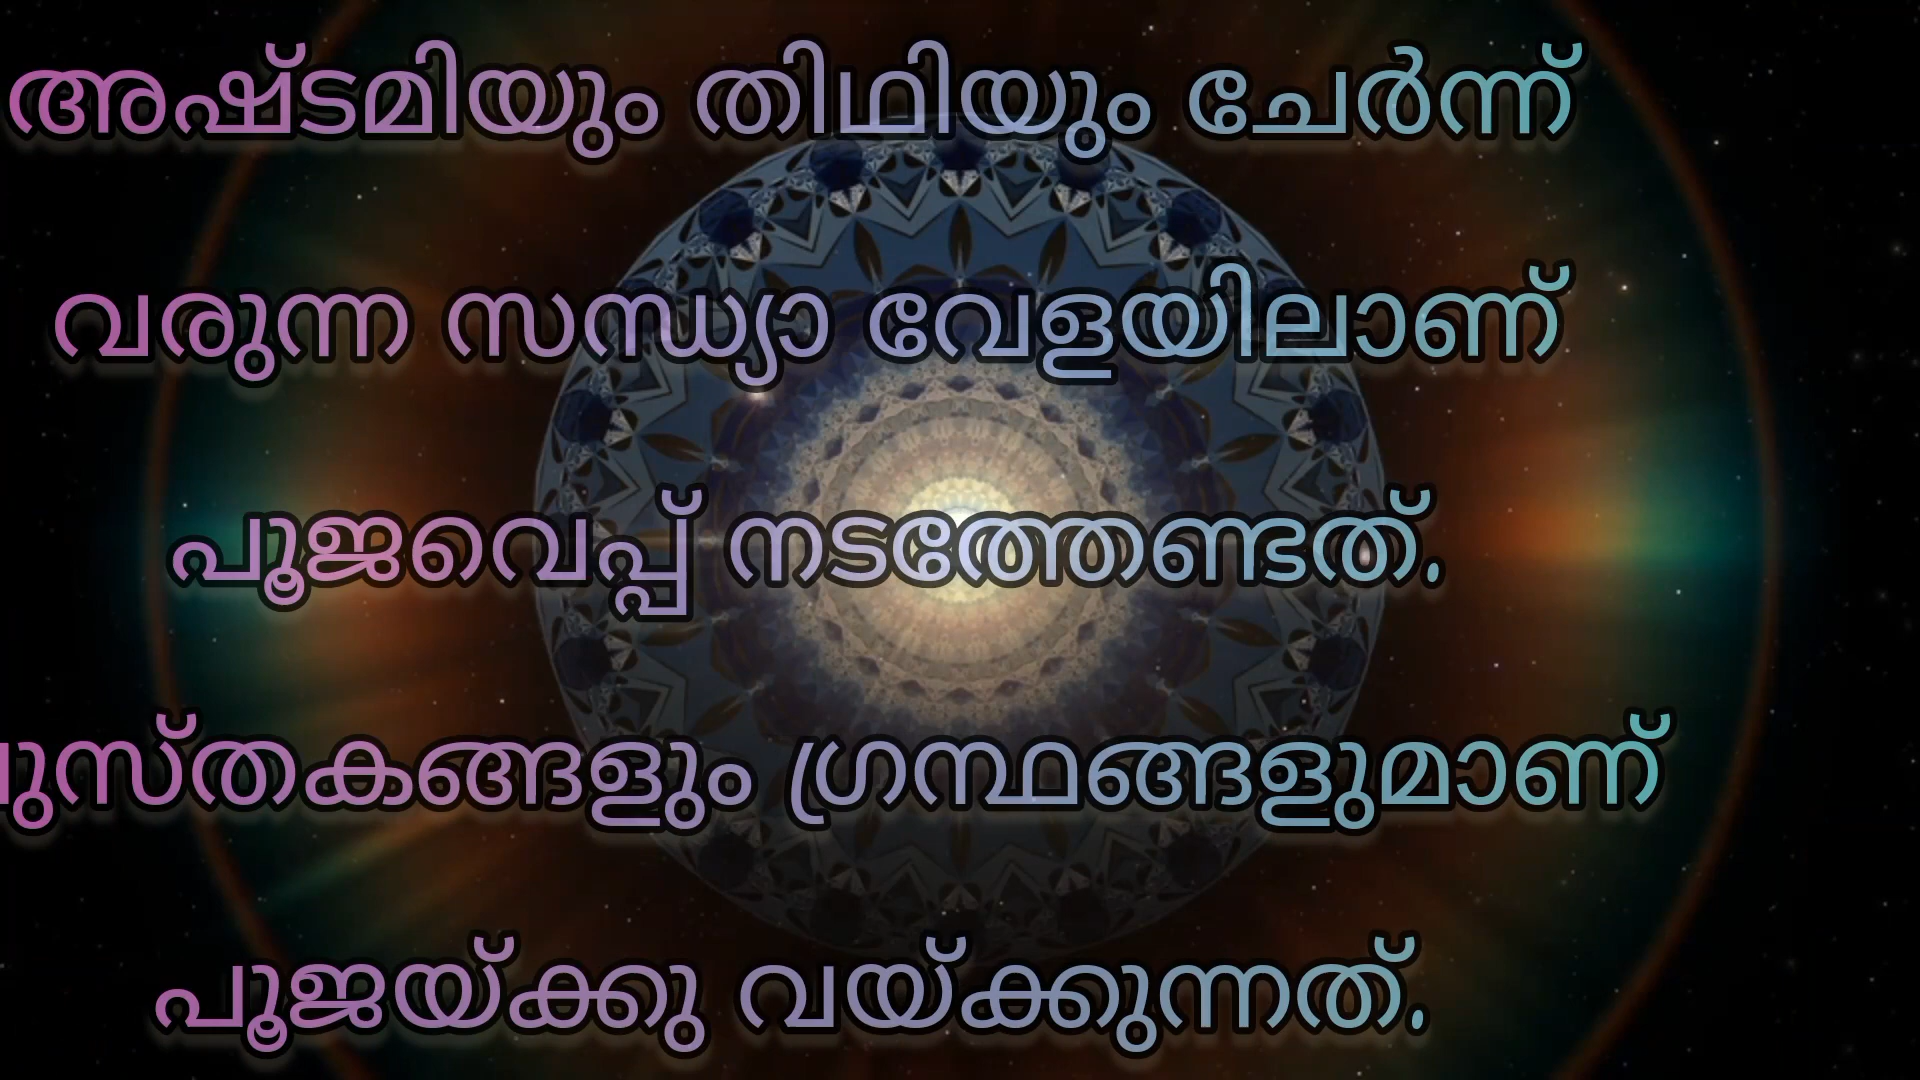 അഷ്ടമിയും തിഥിയും ചേർന്ന്
വരുന്ന സന്ധ്യാ വേളയിലാണ്
പൂജവെപ്പ് നടത്തേണ്ടത്.
പുസ്തകങ്ങളും ഗ്രന്ഥങ്ങളുമാണ്
പൂജയ്ക്കു വയ്ക്കുന്നത്.